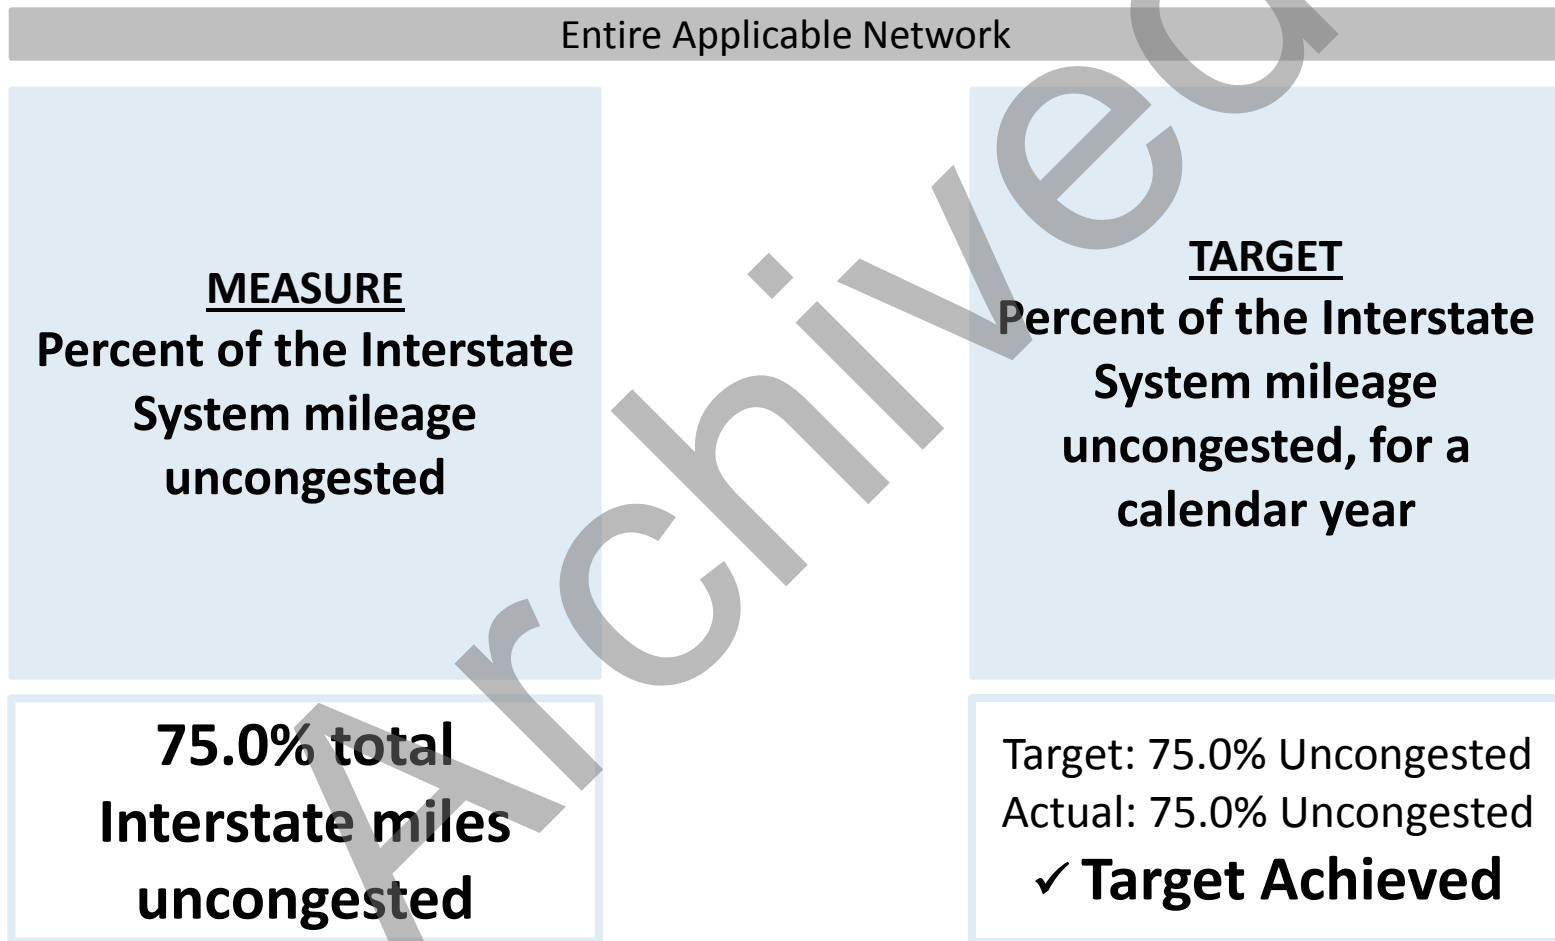 Entire Applicable Network
MEASURE
Percent of the Interstate
System mileage
uncongested
75.0% total
Interstate miles
uncongested
TARGET
Percent of the Interstate
System mileage
uncongested, for a
calendar year
Target: 75.0% Uncongested
Actual: 75.0% Uncongested
✓ Target Achieved
Archived